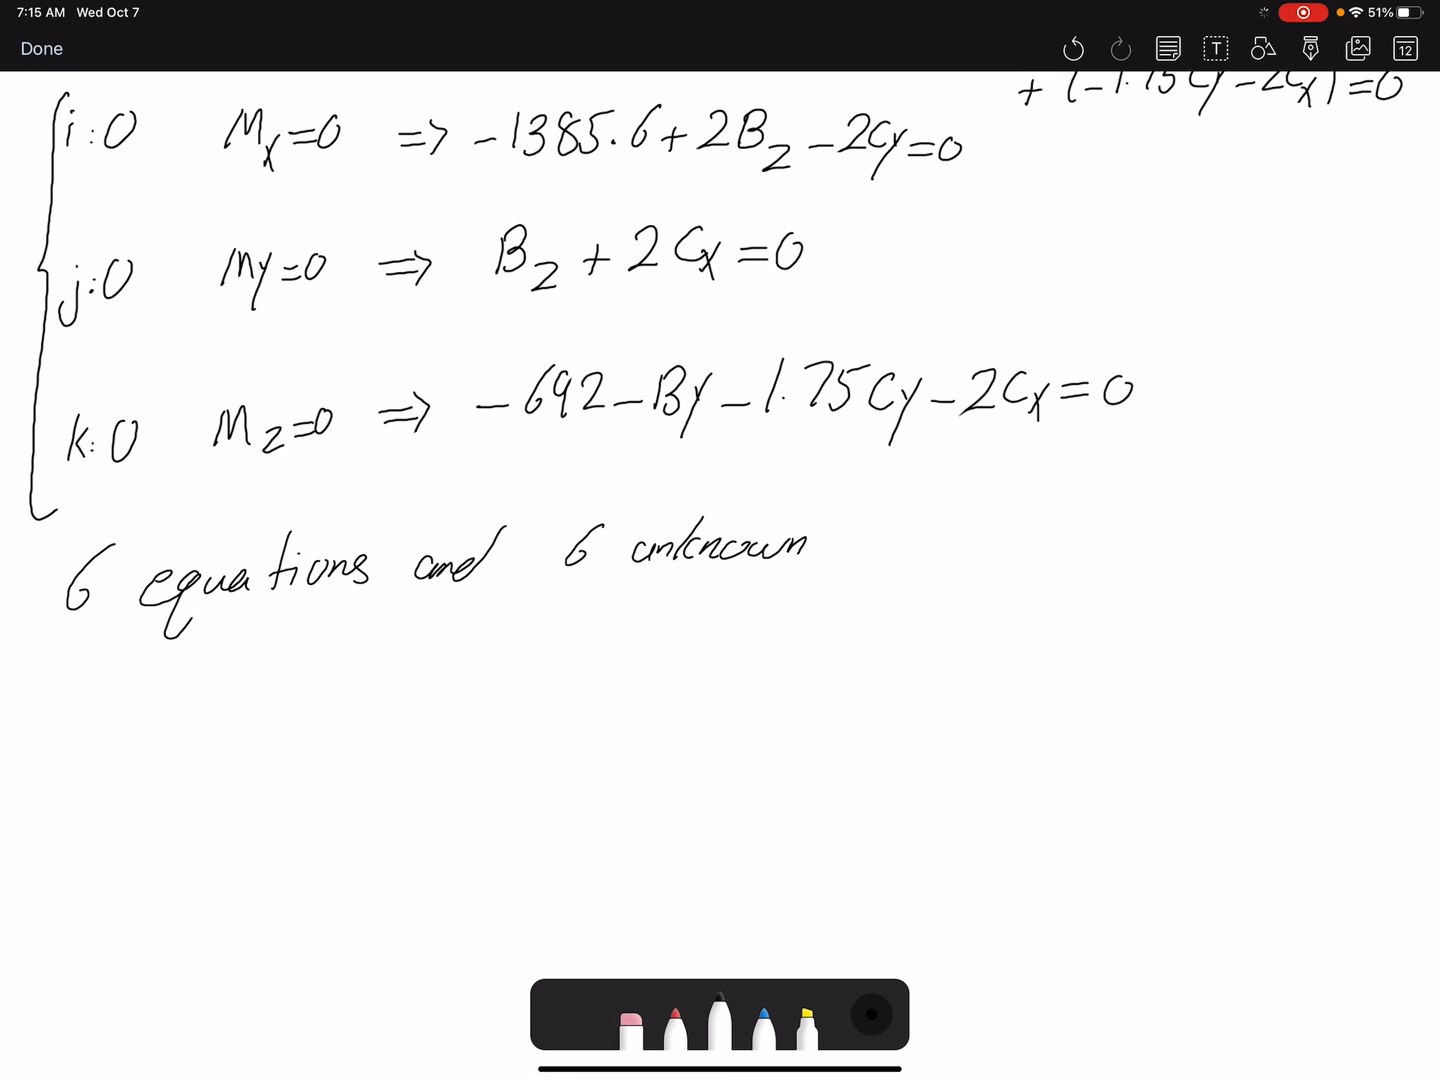 7:15 AM Wed Oct 7
51%
Done
T
12
+ (-1.75Cy-2Cx)=0
i:0 Mx=0 => -1385.6+2Bz-2Cy=0
j:0 My=0 => Bz+2Cx=0
k:0 Mz=0 => -692-By-1.75Cy-2Cx=0
6 equations and 6 unknown